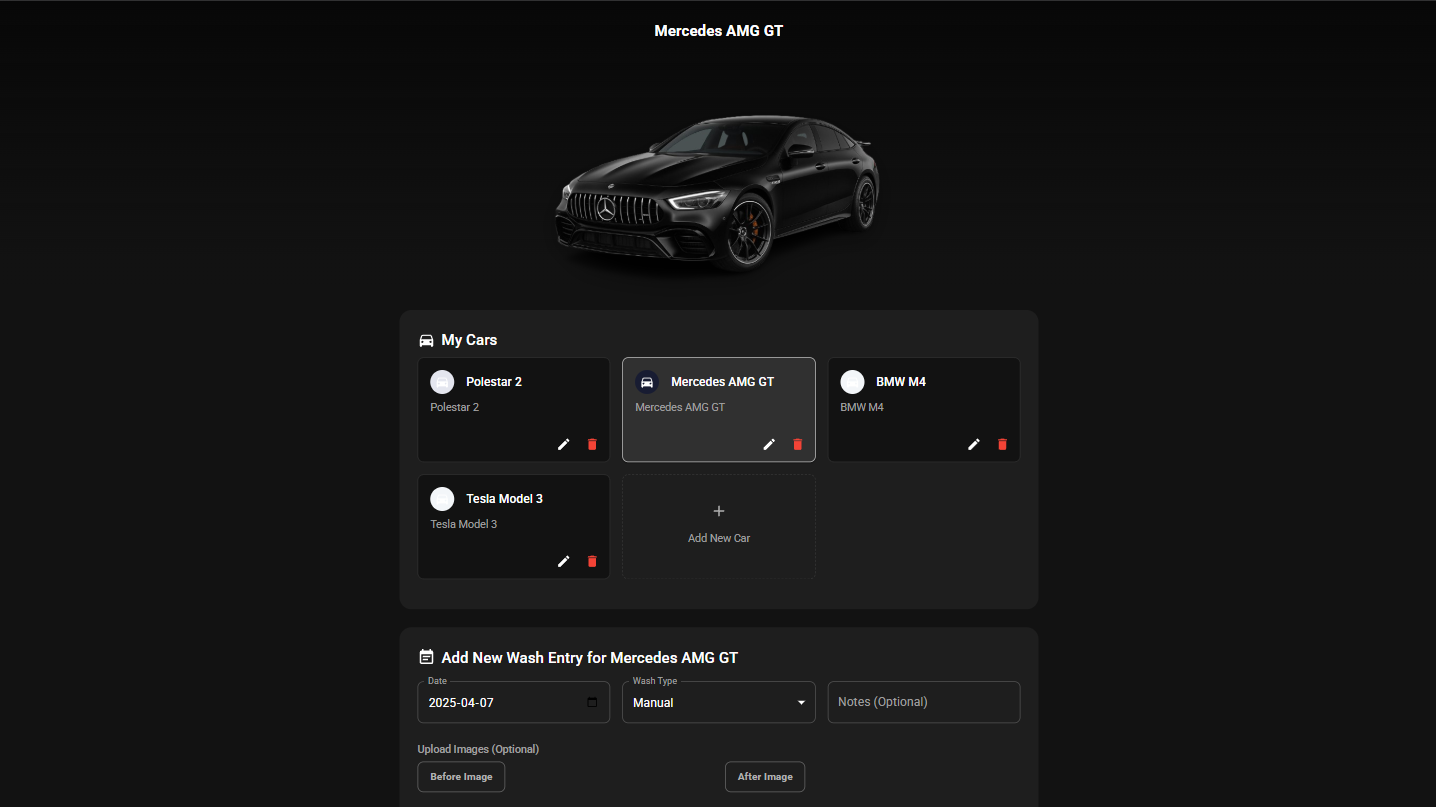 Mercedes AMG GT
My Cars
Polestar 2
Polestar 2
Mercedes AMG GT
Mercedes AMG GT
BMW M4
BMW M4
Tesla Model 3
Tesla Model 3
Add New Car
Add New Wash Entry for Mercedes AMG GT
Date
2025-04-07
Wash Type
Manual
Notes (Optional)
Upload Images (Optional)
Before Image
After Image